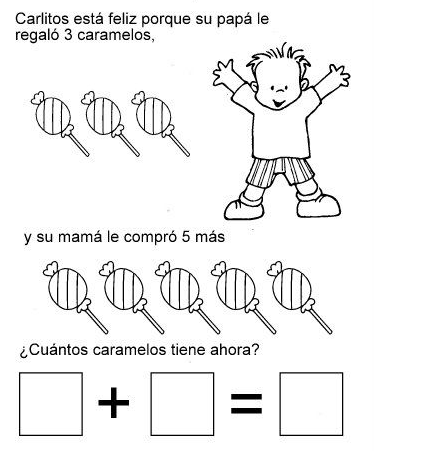 Carlitos está feliz porque su papá le
regaló 3 caramelos,
y su mamá le compró 5 más
¿Cuántos caramelos tiene ahora?
+ =